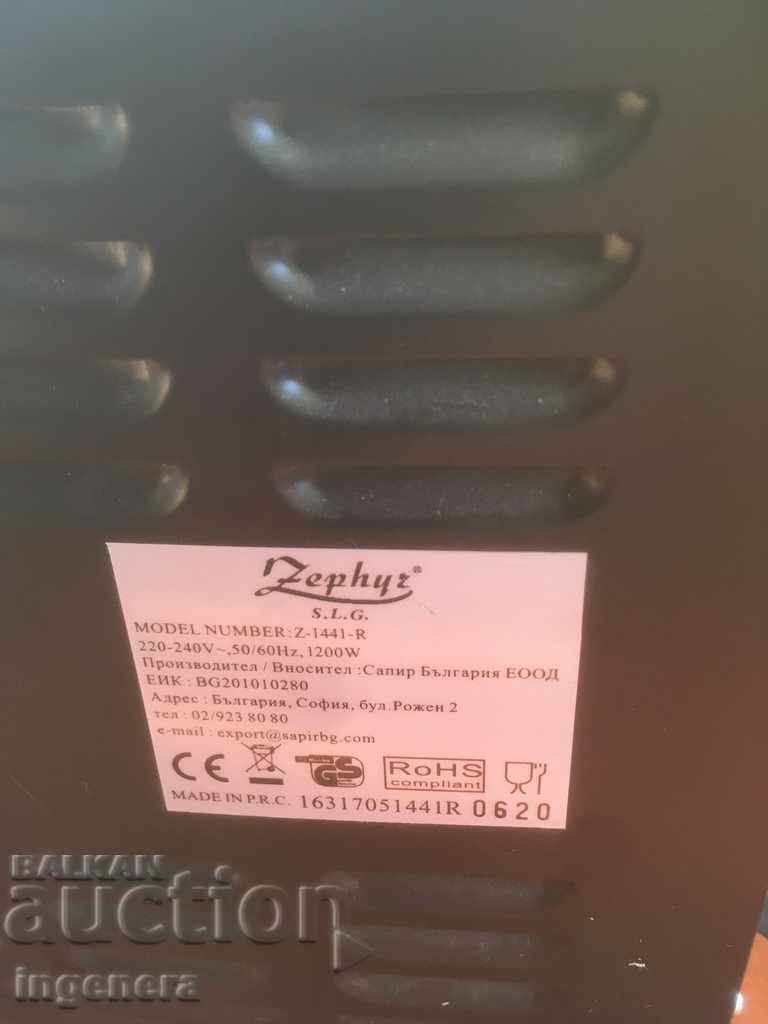 Zephyr®
S.L.G.
MODEL NUMBER:Z-1441-R
220-240V~,50/60Hz,1200W
Производител / Вносител :Сапир България ЕООД
ЕИК : BG201010280
Адрес : България, София, бул.Рожен 2
тел : 02/923 80 80
e-mail : export@sapirbg.com
CE GS RoHS
compliant
MADE IN P.R.C. 16317051441R 0620
BALKAN
auction
ingenera